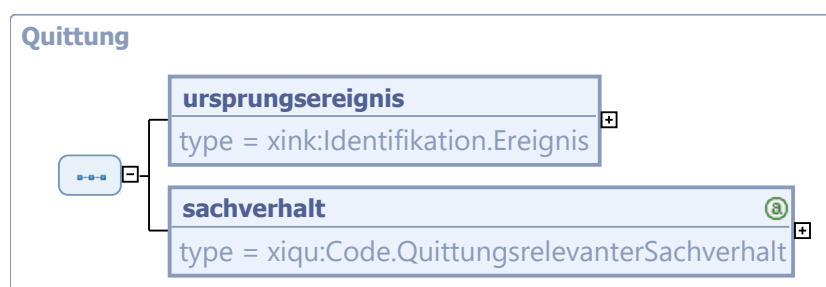 Quittung
ursprungsereignis
type = xink:Identifikation.Ereignis
sachverhalt
a
type = xiqu:Code.QuittungsrelevanterSachverhalt